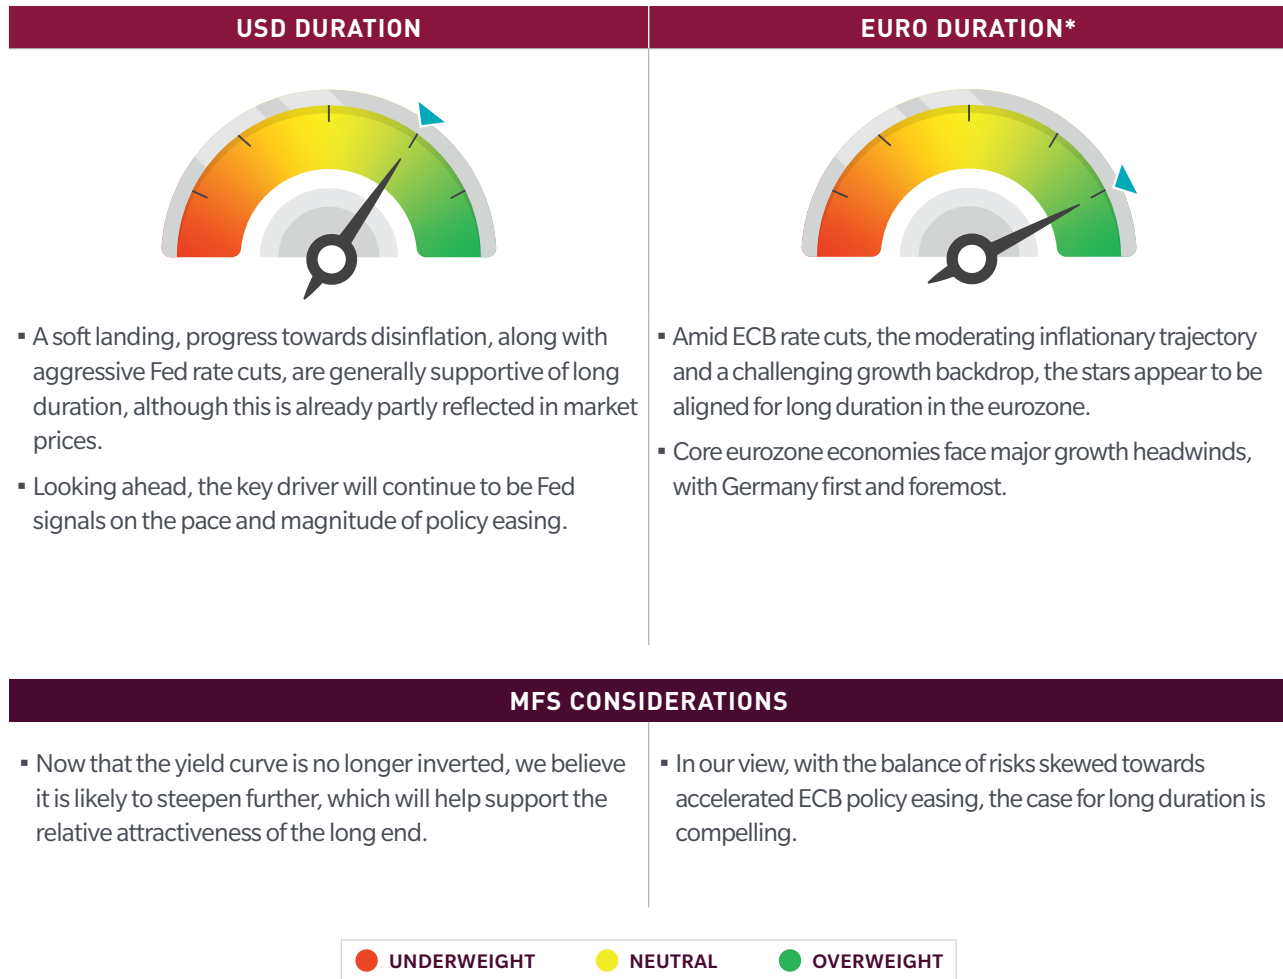 USD DURATION
EURO DURATION*
▪ A soft landing, progress towards disinflation, along with
aggressive Fed rate cuts, are generally supportive of long
duration, although this is already partly reflected in market
prices.
▪ Looking ahead, the key driver will continue to be Fed
signals on the pace and magnitude of policy easing.
▪ Amid ECB rate cuts, the moderating inflationary trajectory
and a challenging growth backdrop, the stars appear to be
aligned for long duration in the eurozone.
▪ Core eurozone economies face major growth headwinds,
with Germany first and foremost.
MFS CONSIDERATIONS
▪ Now that the yield curve is no longer inverted, we believe
it is likely to steepen further, which will help support the
relative attractiveness of the long end.
▪ In our view, with the balance of risks skewed towards
accelerated ECB policy easing, the case for long duration is
compelling.
UNDERWEIGHT NEUTRAL OVERWEIGHT